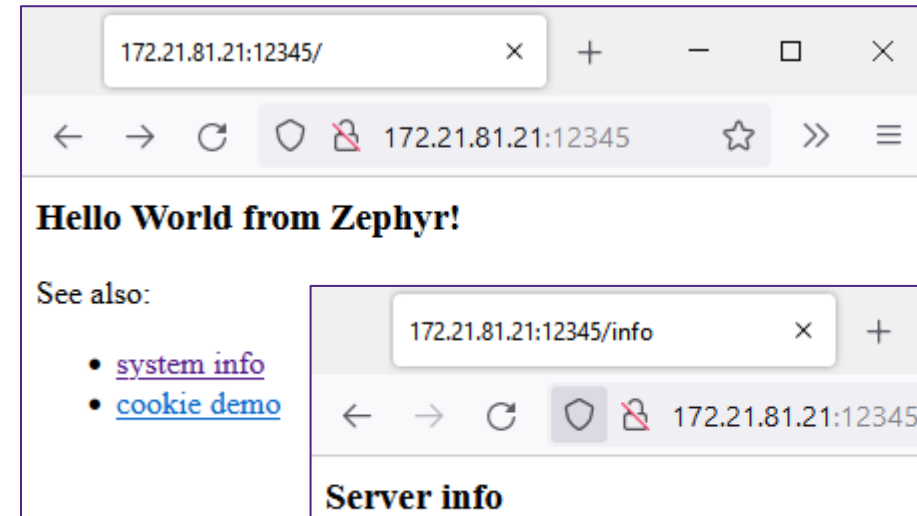 172.21.81.21:12345/
172.21.81.21:12345
Hello World from Zephyr!
See also:
system info
cookie demo
172.21.81.21:12345/info
172.21.81.21:12345
Server info